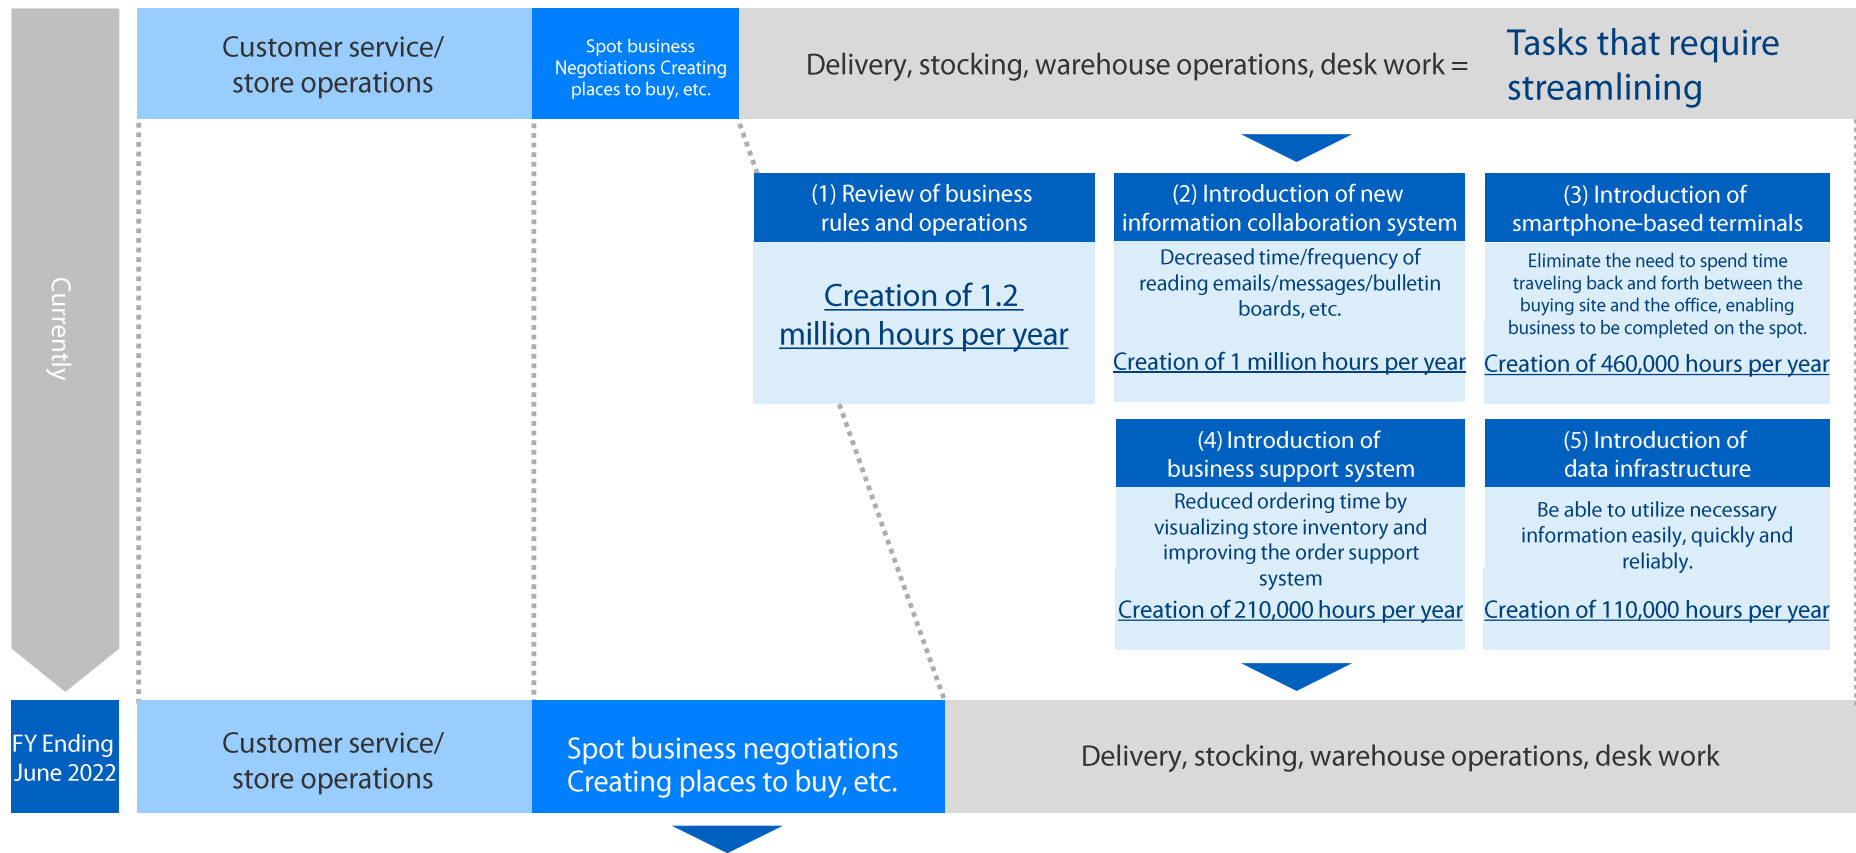 Customer service/
store operations
Spot business
Negotiations Creating
places to buy, etc.
Delivery, stocking, warehouse operations, desk work =
Tasks that require
streamlining
Currently
(1) Review of business
rules and operations
Creation of 1.2
million hours per year
(2) Introduction of new
information collaboration system
Decreased time/frequency of
reading emails/messages/bulletin
boards, etc.
Creation of 1 million hours per year
(3) Introduction of
smartphone-based terminals
Eliminate the need to spend time
traveling back and forth between the
buying site and the office, enabling
business to be completed on the spot.
Creation of 460,000 hours per year
(4) Introduction of
business support system
Reduced ordering time by
visualizing store inventory and
improving the order support
system
Creation of 210,000 hours per year
(5) Introduction of
data infrastructure
Be able to utilize necessary
information easily, quickly and
reliably.
Creation of 110,000 hours per year
FY Ending
June 2022
Customer service/
store operations
Spot business negotiations
Creating places to buy, etc.
Delivery, stocking, warehouse operations, desk work